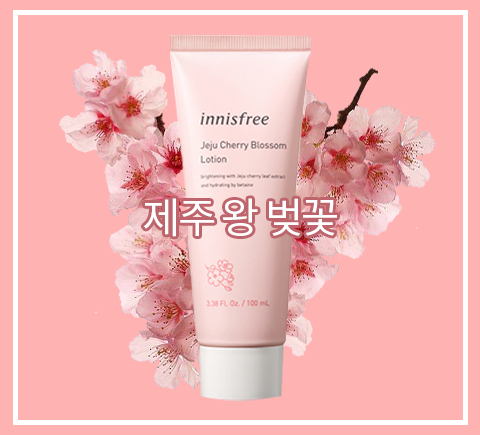 innisfree
Jeju Cherry Blossom
Lotion
brightening with Jeju cherry leaf extract
and hydrating by betaine
제주 왕 벚꽃
3.38 FL.Oz. / 100 mL